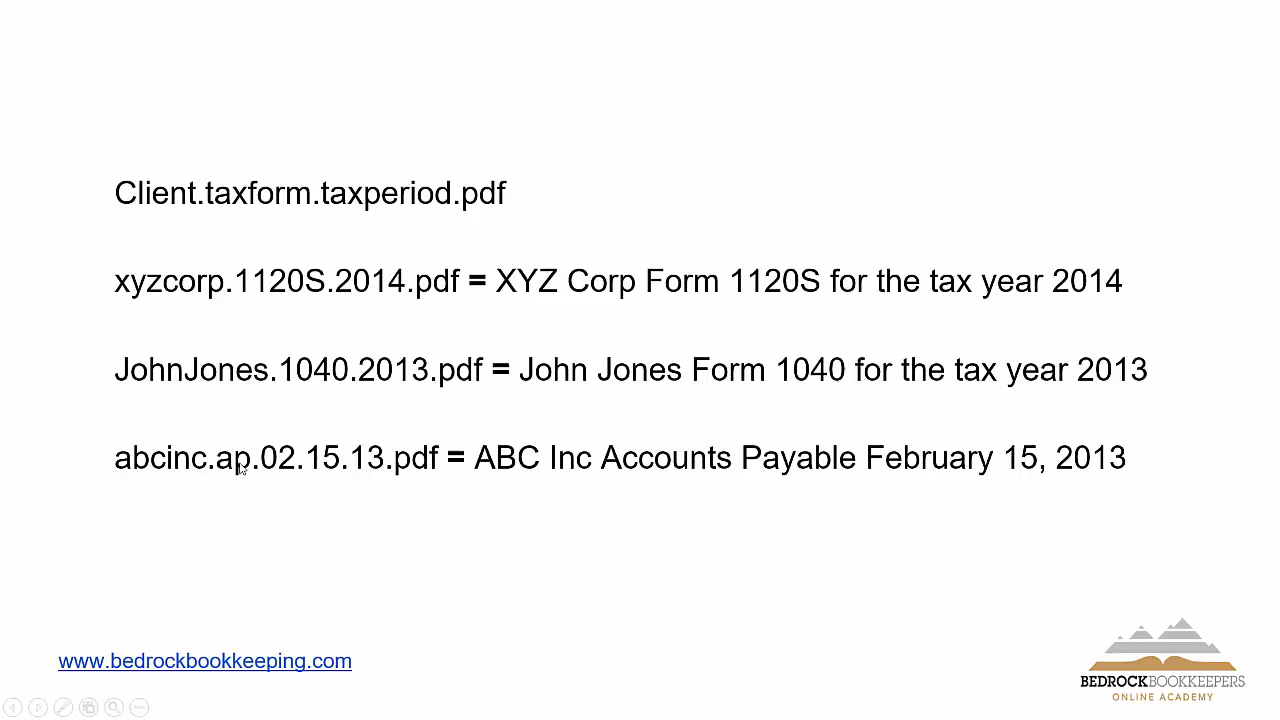 Client.taxform.taxperiod.pdf
xyzcorp.1120S.2014.pdf = XYZ Corp Form 1120S for the tax year 2014
JohnJones.1040.2013.pdf = John Jones Form 1040 for the tax year 2013
abcinc.ap.02.15.13.pdf = ABC Inc Accounts Payable February 15, 2013
www.bedrockbookkeeping.com
BEDROCKBOOKKEEPERS
ONLINE ACADEMY